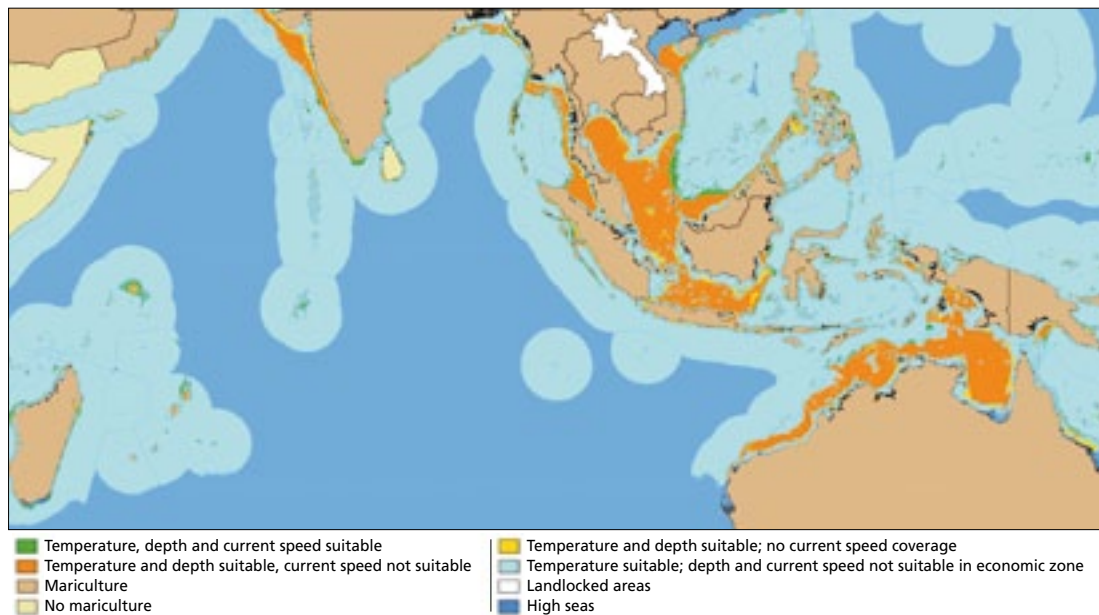 Temperature, depth and current speed suitable
Temperature and depth suitable, current speed not suitable
Mariculture
No mariculture
Temperature and depth suitable; no current speed coverage
Temperature suitable; depth and current speed not suitable in economic zone
Landlocked areas
High seas